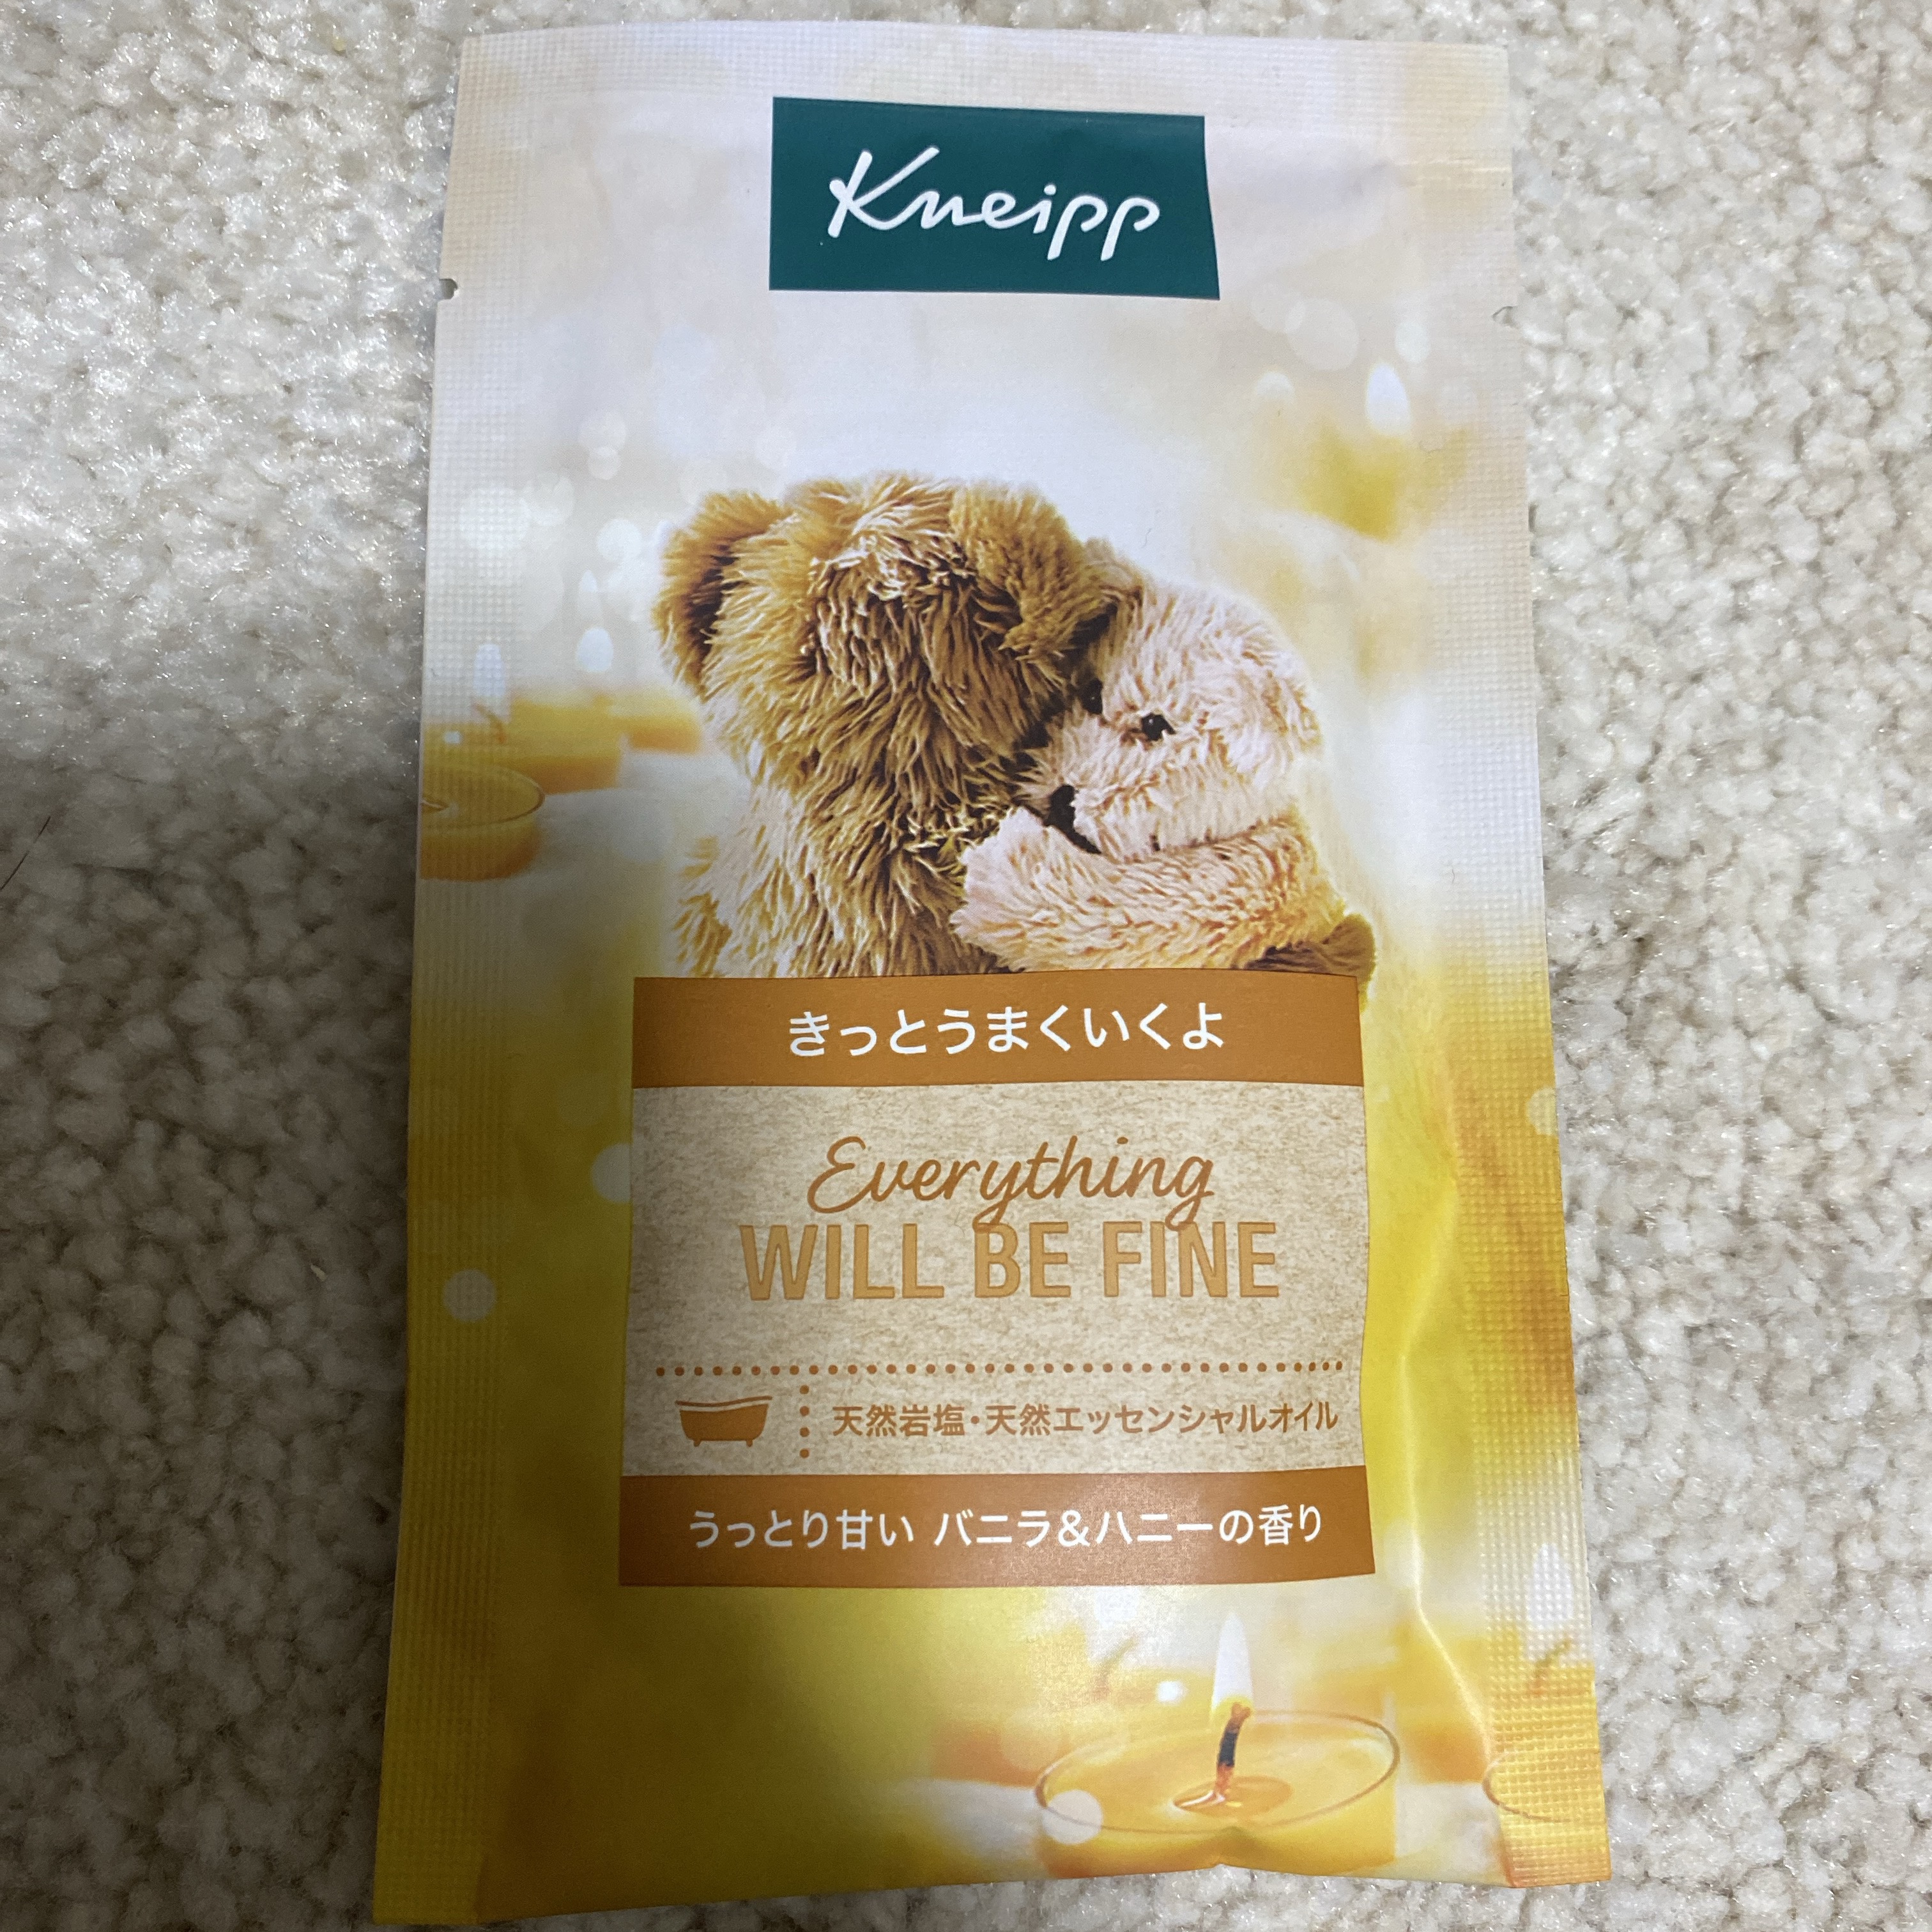 Kneipp
きっとうまくいくよ
Everything
WILL BE FINE
天然岩塩・天然エッセンシャルオイル
うっとり甘い バニラ&ハニーの香り